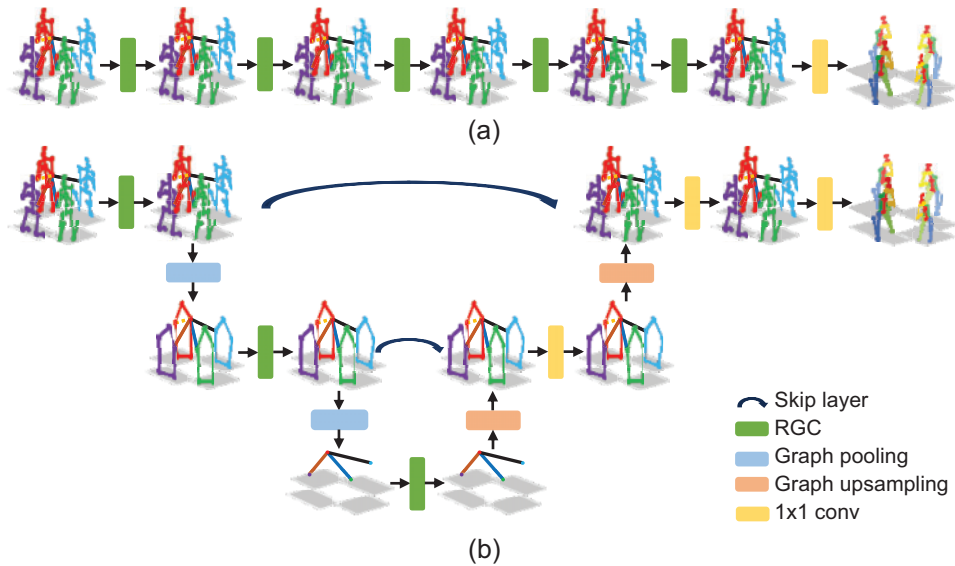 (a)
Skip layer
RGC
Graph pooling
Graph upsampling
1x1 conv
(b)